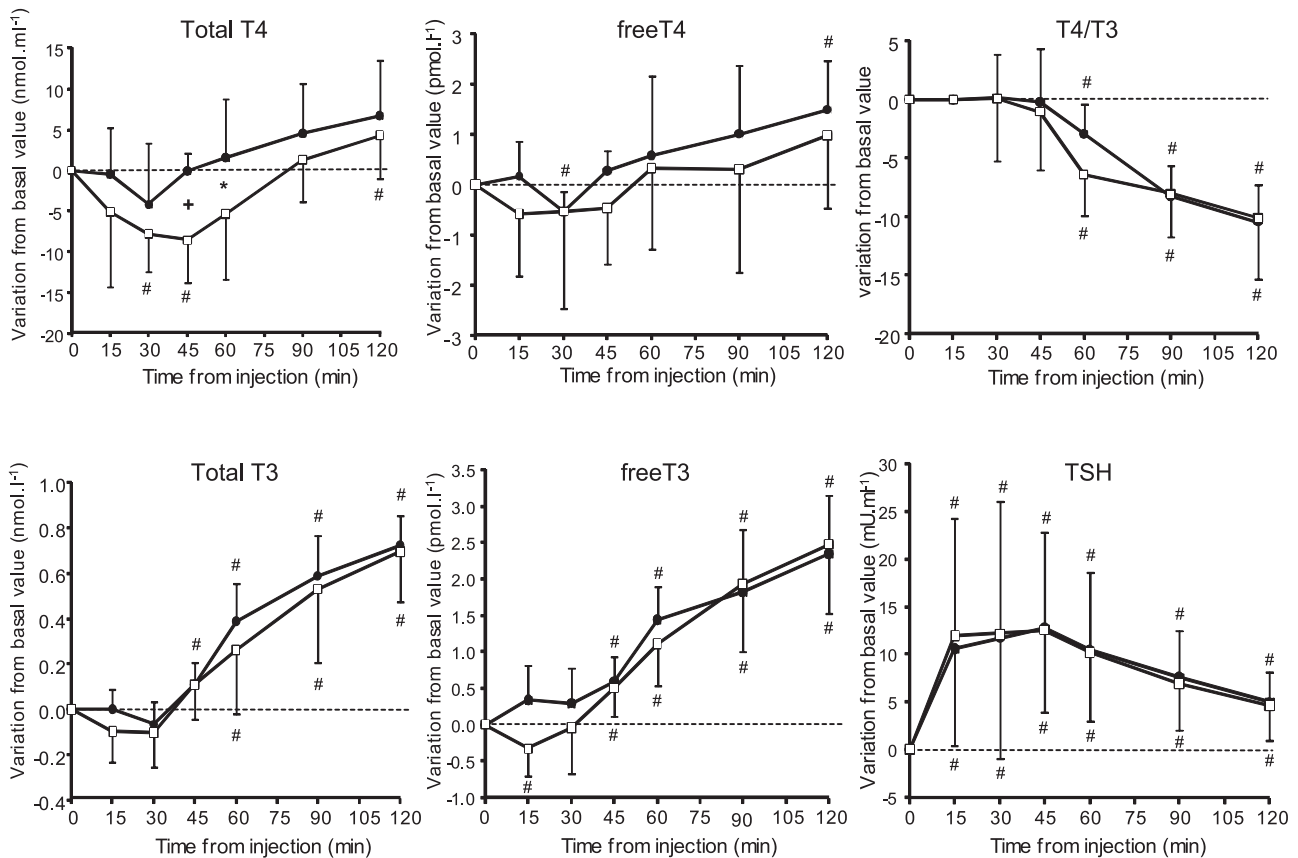 Total T4
Variation from basal value (nmol.ml-1)
15
10
5
0
-5
-10
-15
-20
* + # # #
0 15 30 45 60 75 90 105 120
Time from injection (min)
freeT4
Variation from basal value (pmol.l-1)
3
2
1
0
-1
-2
-3
# #
0 15 30 45 60 75 90 105 120
Time from injection (min)
T4/T3
variation from basal value
5
0
-5
-10
-15
-20
# # # # # #
0 15 30 45 60 75 90 105 120
Time from injection (min)
Total T3
Variation from basal value (nmol.l-1)
1.0
0.8
0.6
0.4
0.2
0.0
-0.2
-0.4
# # # # # # #
0 15 30 45 60 75 90 105 120
Time from injection (min)
freeT3
Variation from basal value (pmol.l-1)
3.5
3.0
2.5
2.0
1.5
1.0
0.5
0.0
-0.5
-1.0
# # # # # # # # #
0 15 30 45 60 75 90 105 120
Time from injection (min)
TSH
Variation from basal value (mU.ml-1)
30
25
20
15
10
5
0
-5
# # # # # # # # # # # #
0 15 30 45 60 75 90 105 120
Time from injection (min)